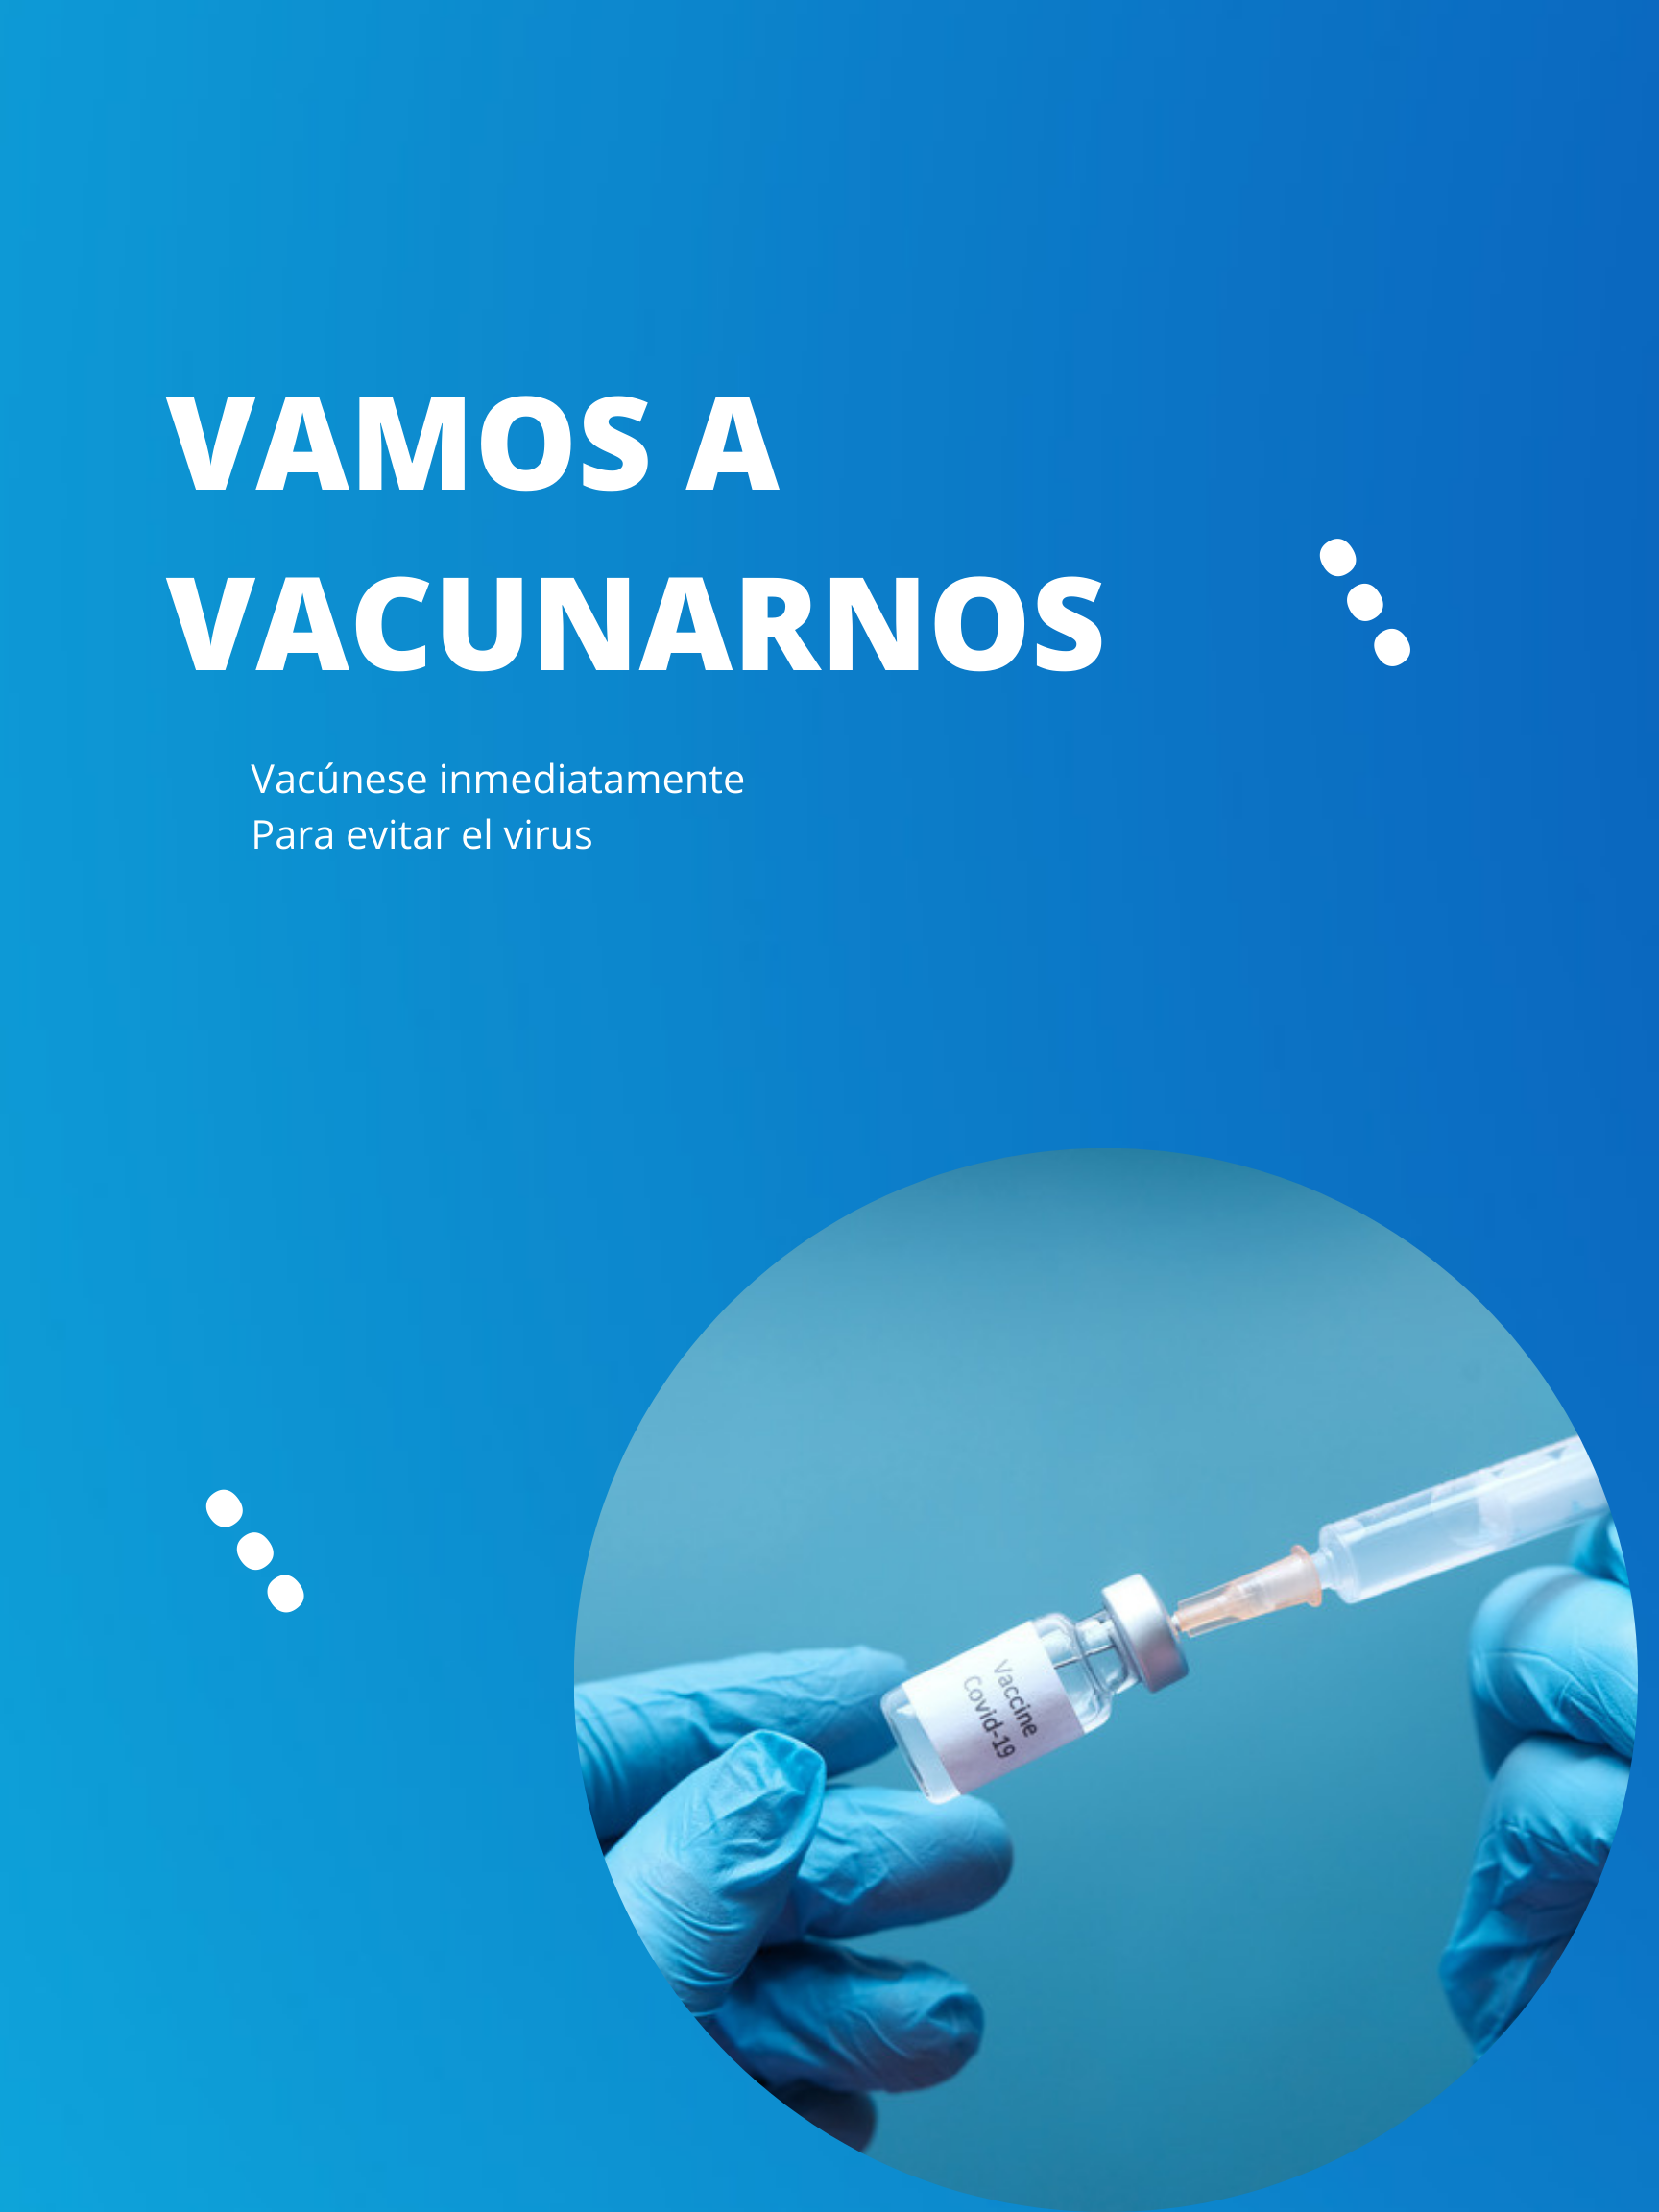 VAMOS A
VACUNARNOS
Vacúnese inmediatamente
Para evitar el virus
Vaccine
Covid-19